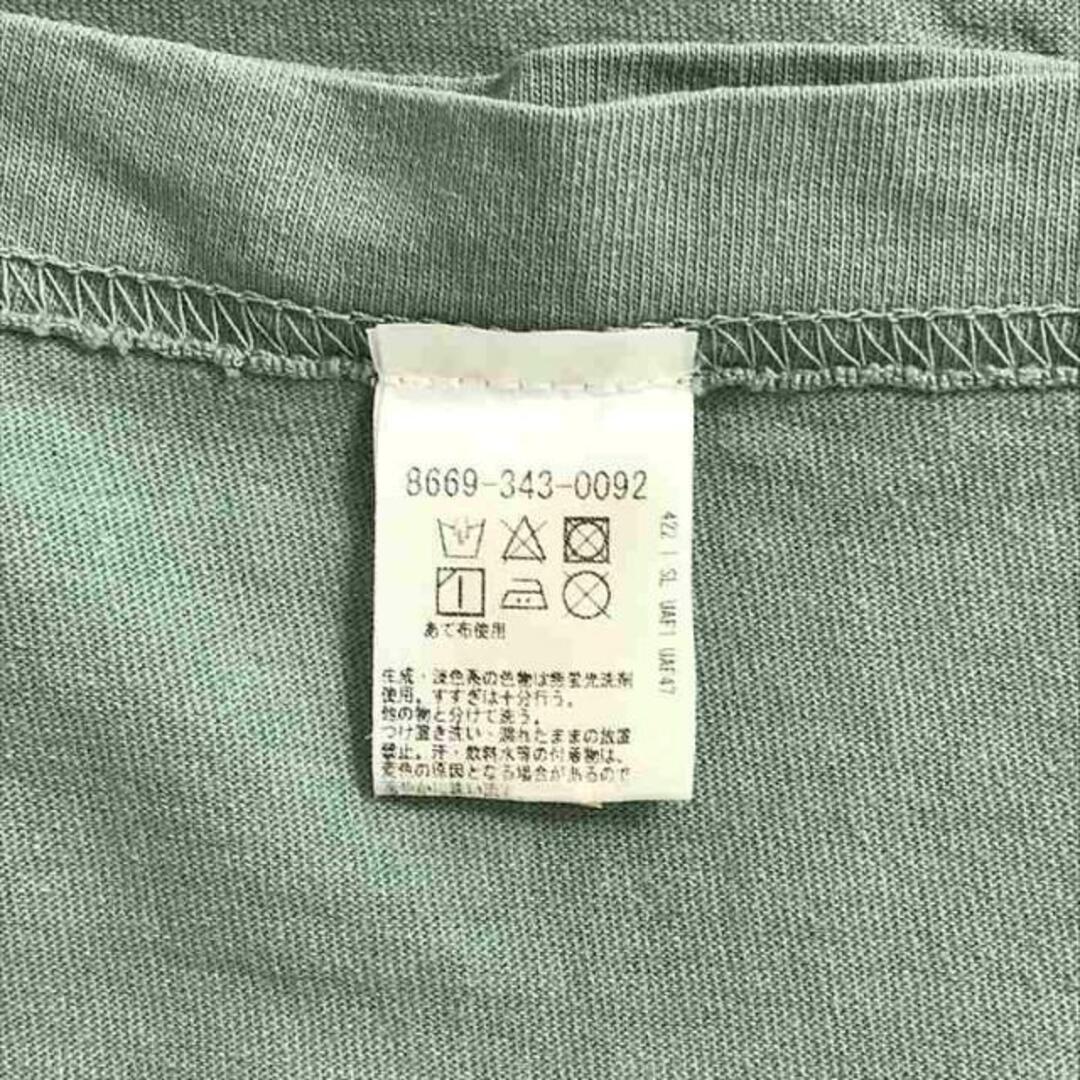 8669-343-0092
あて布使用
生成・淡色系の色物は無蛍光洗剤
使用。すすぎは十分行う。
他の物と分けて洗う。
つけ置き洗い・濡れたままの放置
禁止。汗・飲料水等の付着物は、
変色の原因となる場合があるので
422 I SL UAF1 UAF47